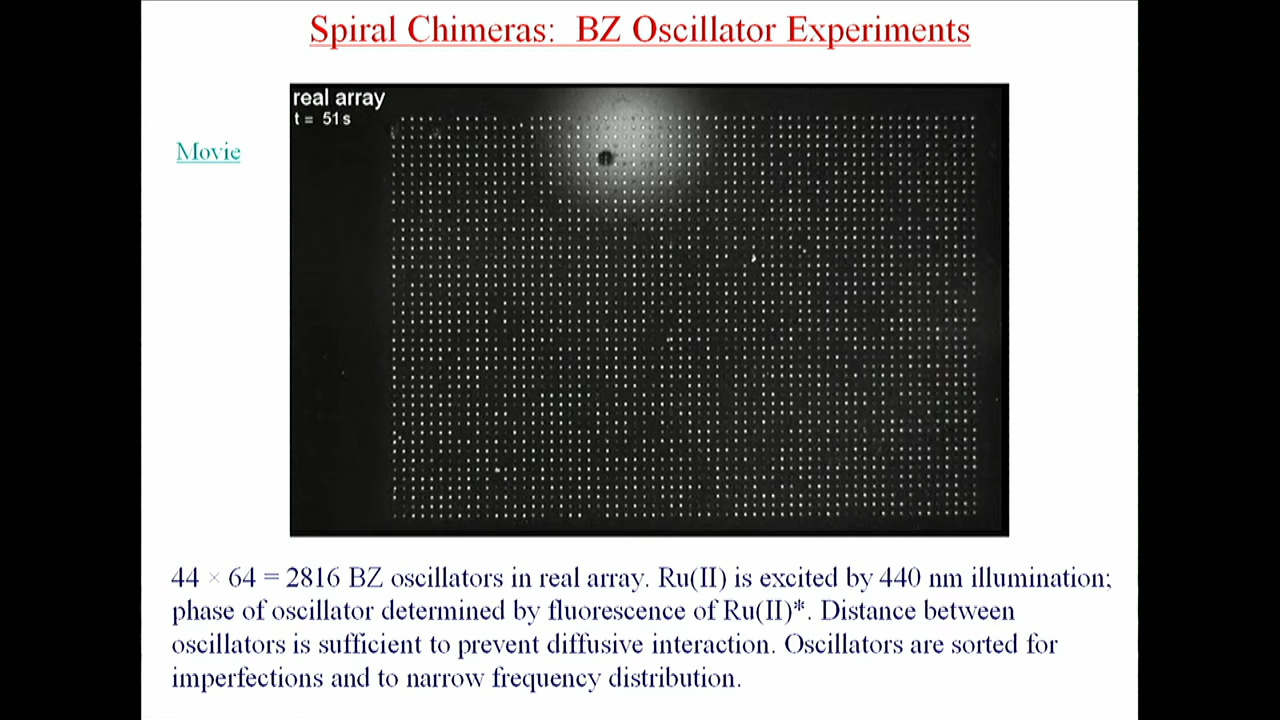 Spiral Chimeras: BZ Oscillator Experiments
real array
t = 51s
Movie
44 × 64 = 2816 BZ oscillators in real array. Ru(II) is excited by 440 nm illumination;
phase of oscillator determined by fluorescence of Ru(II)*. Distance between
oscillators is sufficient to prevent diffusive interaction. Oscillators are sorted for
imperfections and to narrow frequency distribution.